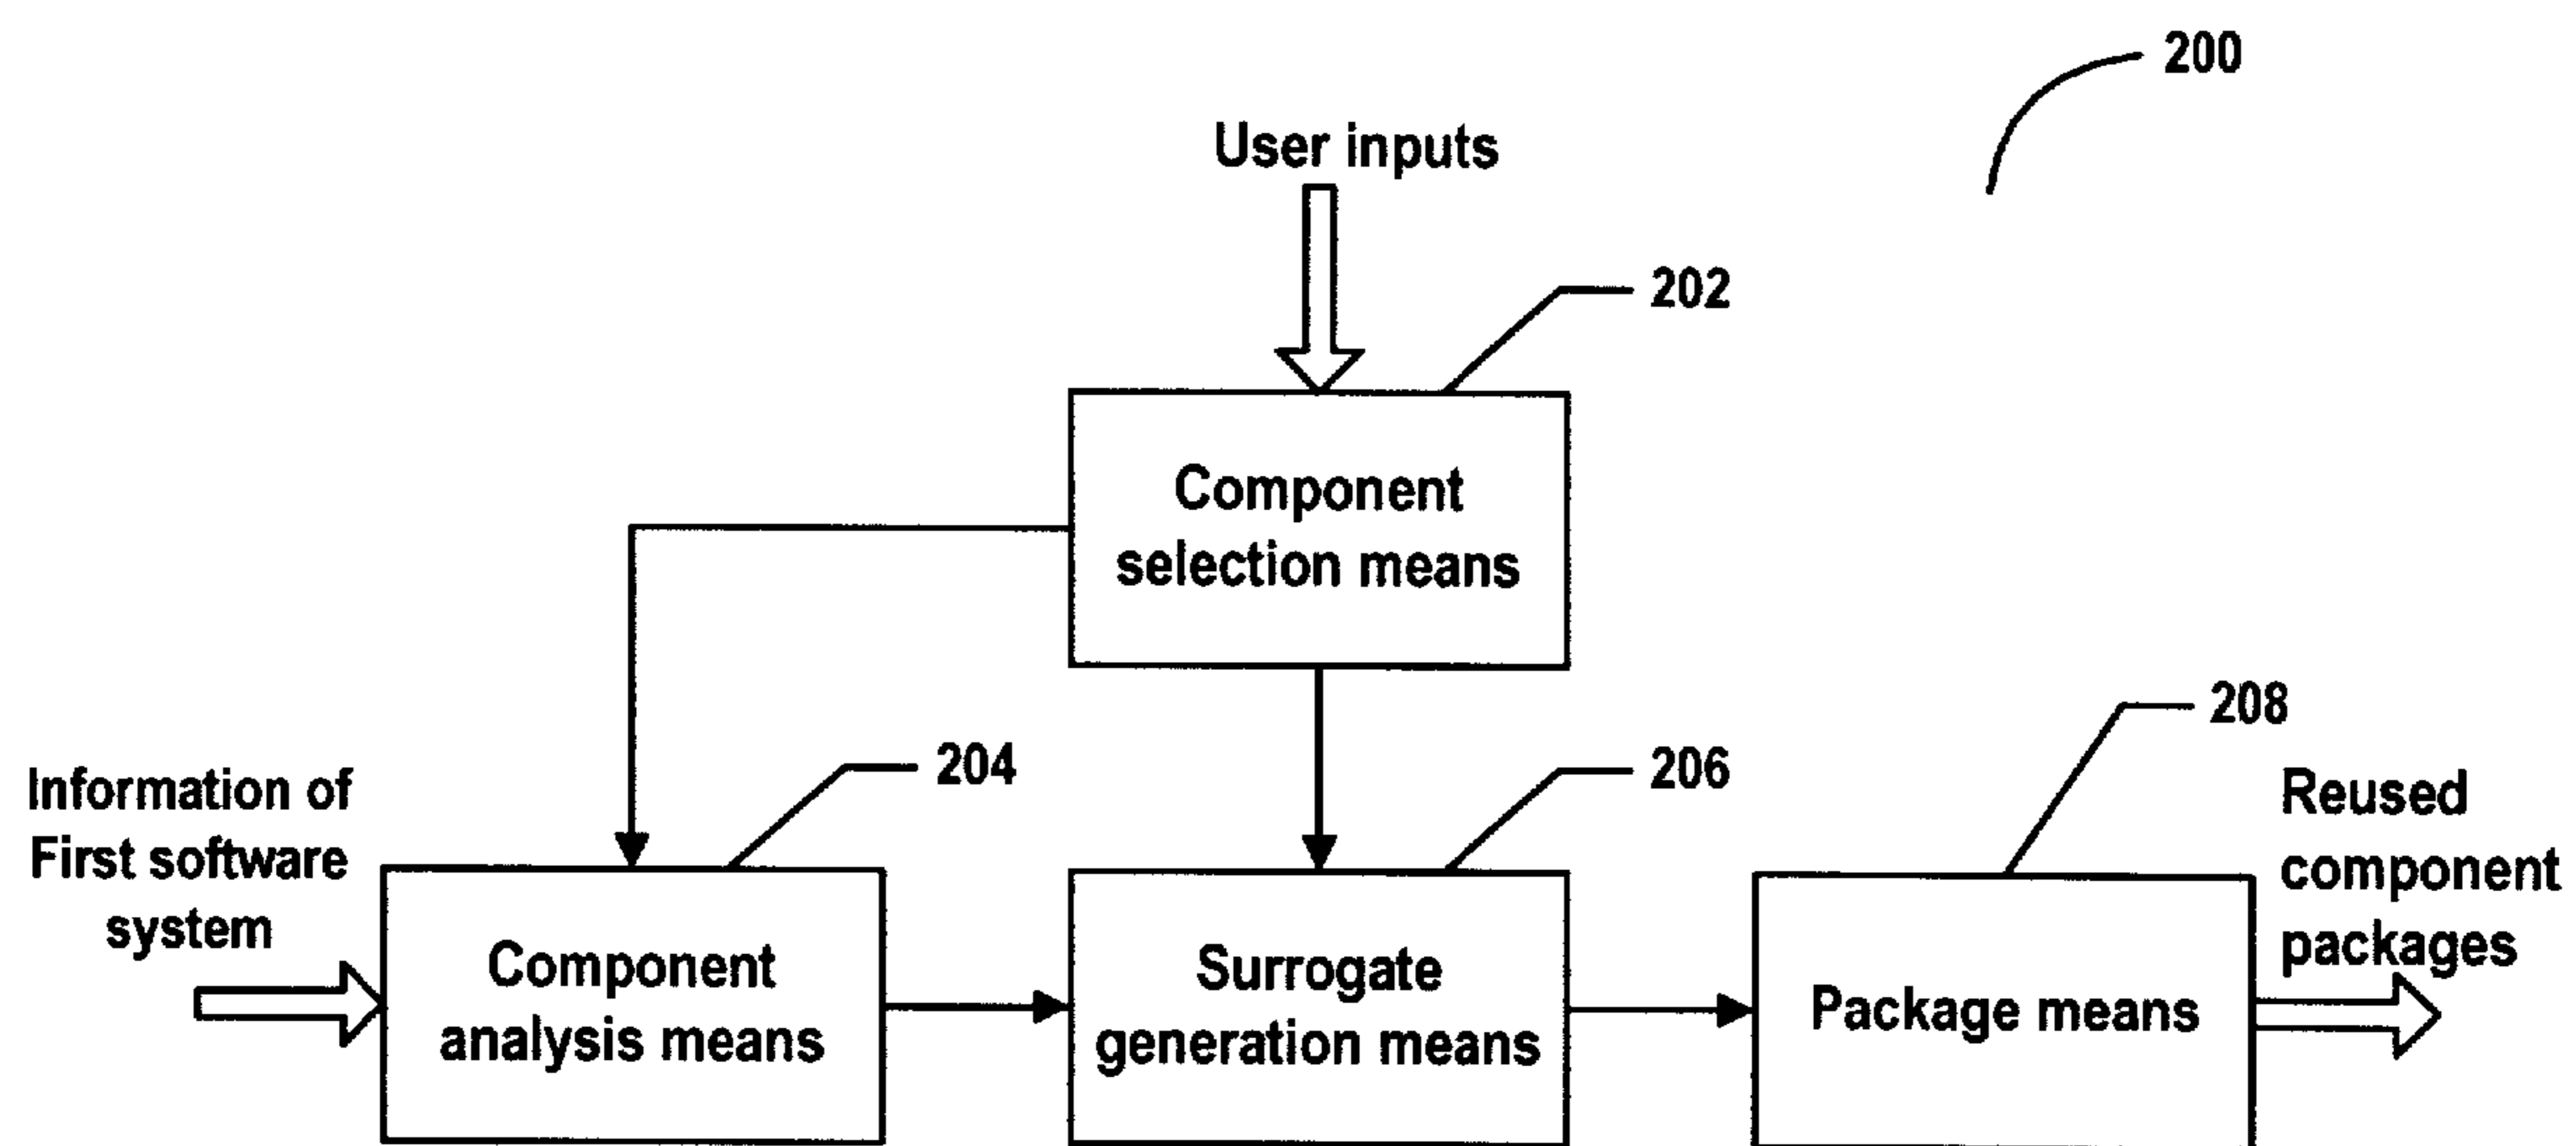 200
User inputs
202
Component
selection means
204
206
208
Information of
First software
system
Component
analysis means
Surrogate
generation means
Package means
Reused
component
packages